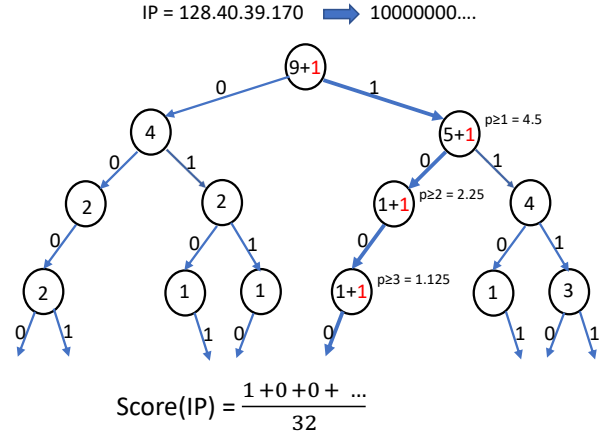 IP = 128.40.39.170 10000000....
9+1
0 1
4 5+1 p≥1 = 4.5
0 1 0 1
2 2 1+1 p≥2 = 2.25 4
0 0 1 0 0 1
2 1 1 1+1 p≥3 = 1.125 1 3
0 1 1 0 0 1 0 1
Score(IP) = 1+0+0+ ...
32